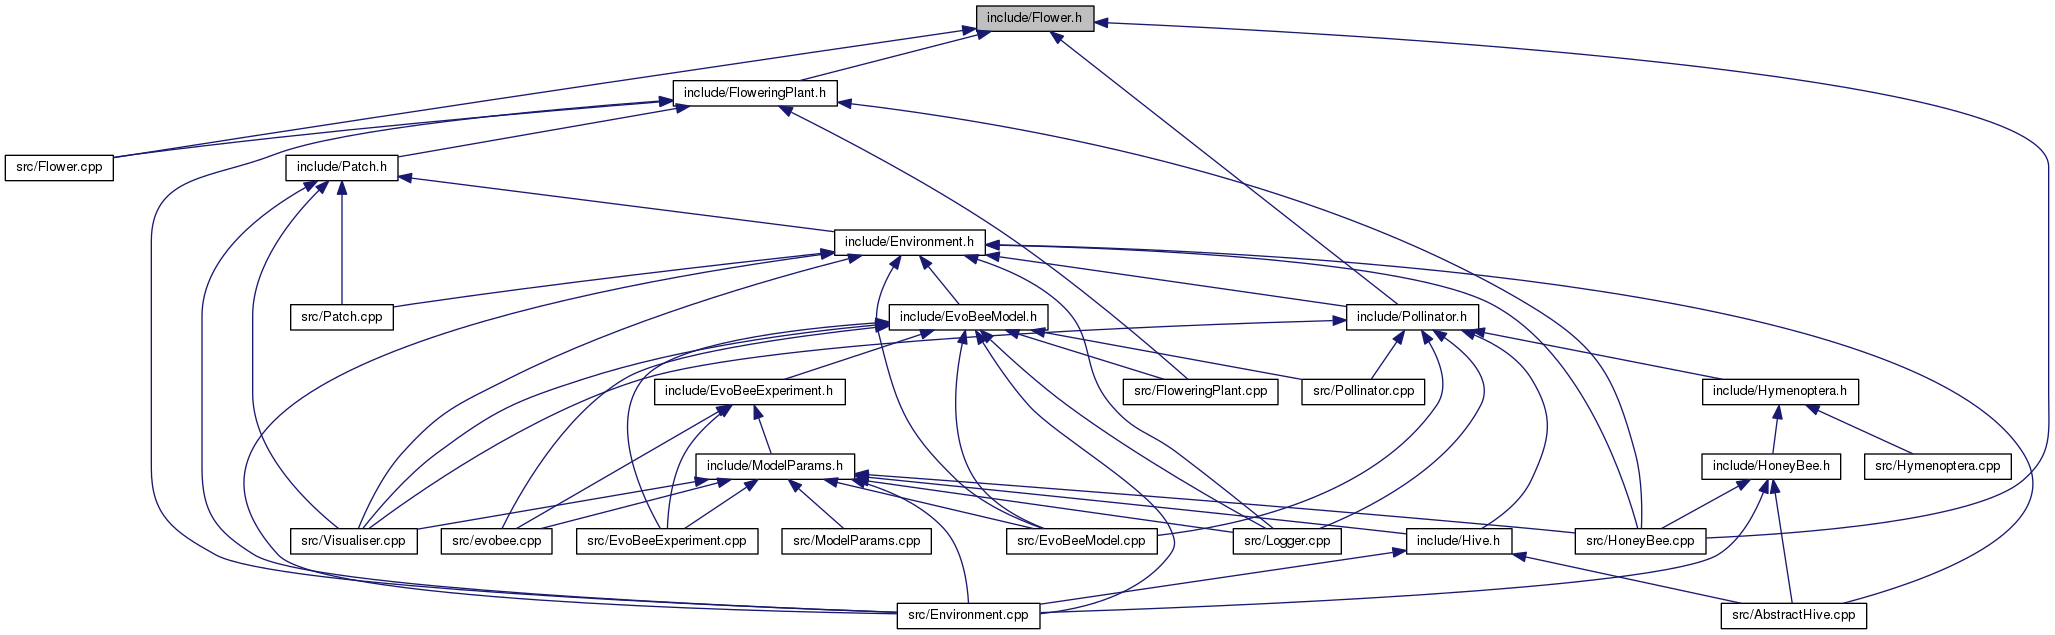 include/Flower.h
include/FloweringPlant.h
src/Flower.cpp
include/Patch.h
include/Environment.h
src/Patch.cpp
include/EvoBeeModel.h
include/Pollinator.h
include/EvoBeeExperiment.h
src/FloweringPlant.cpp
src/Pollinator.cpp
include/Hymenoptera.h
include/ModelParams.h
include/HoneyBee.h
src/Hymenoptera.cpp
src/Visualiser.cpp
src/evobee.cpp
src/EvoBeeExperiment.cpp
src/ModelParams.cpp
src/EvoBeeModel.cpp
src/Logger.cpp
include/Hive.h
src/HoneyBee.cpp
src/Environment.cpp
src/AbstractHive.cpp